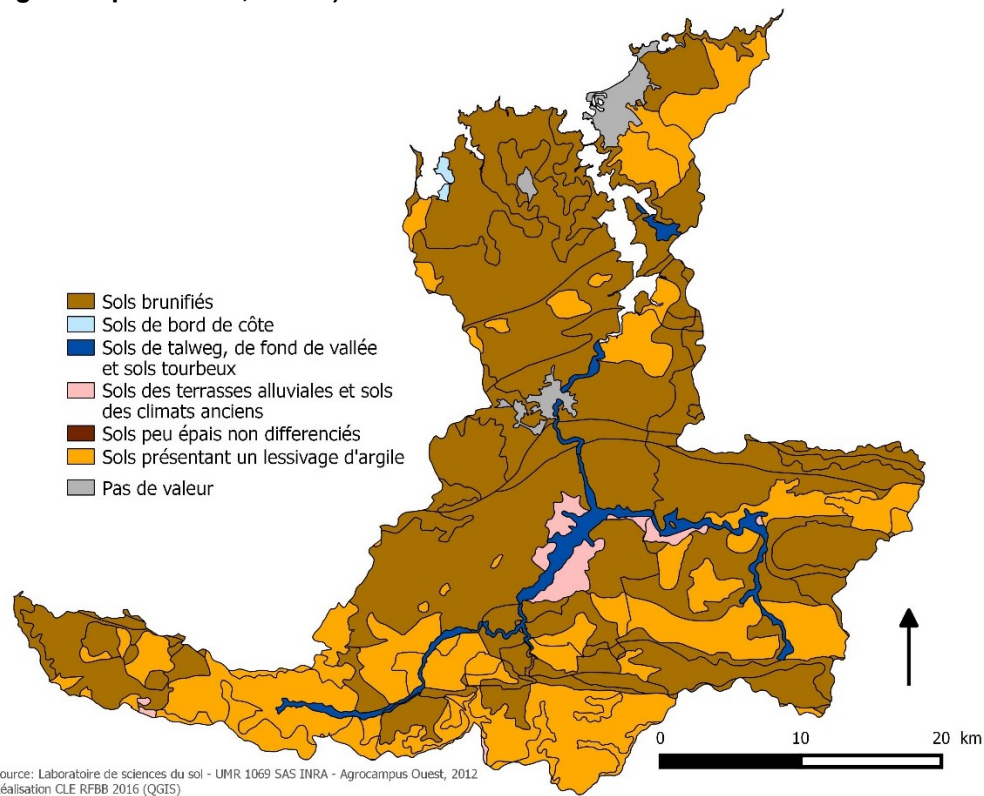 Sols brunifiés
Sols de bord de côte
Sols de talweg, de fond de vallée
et sols tourbeux
Sols des terrasses alluviales et sols
des climats anciens
Sols peu épais non differenciés
Sols présentant un lessivage d'argile
Pas de valeur
0 10 20 km
ource: Laboratoire de sciences du sol - UMR 1069 SAS INRA - Agrocampus Ouest, 2012
éalisation CLE RFBB 2016 (QGIS)